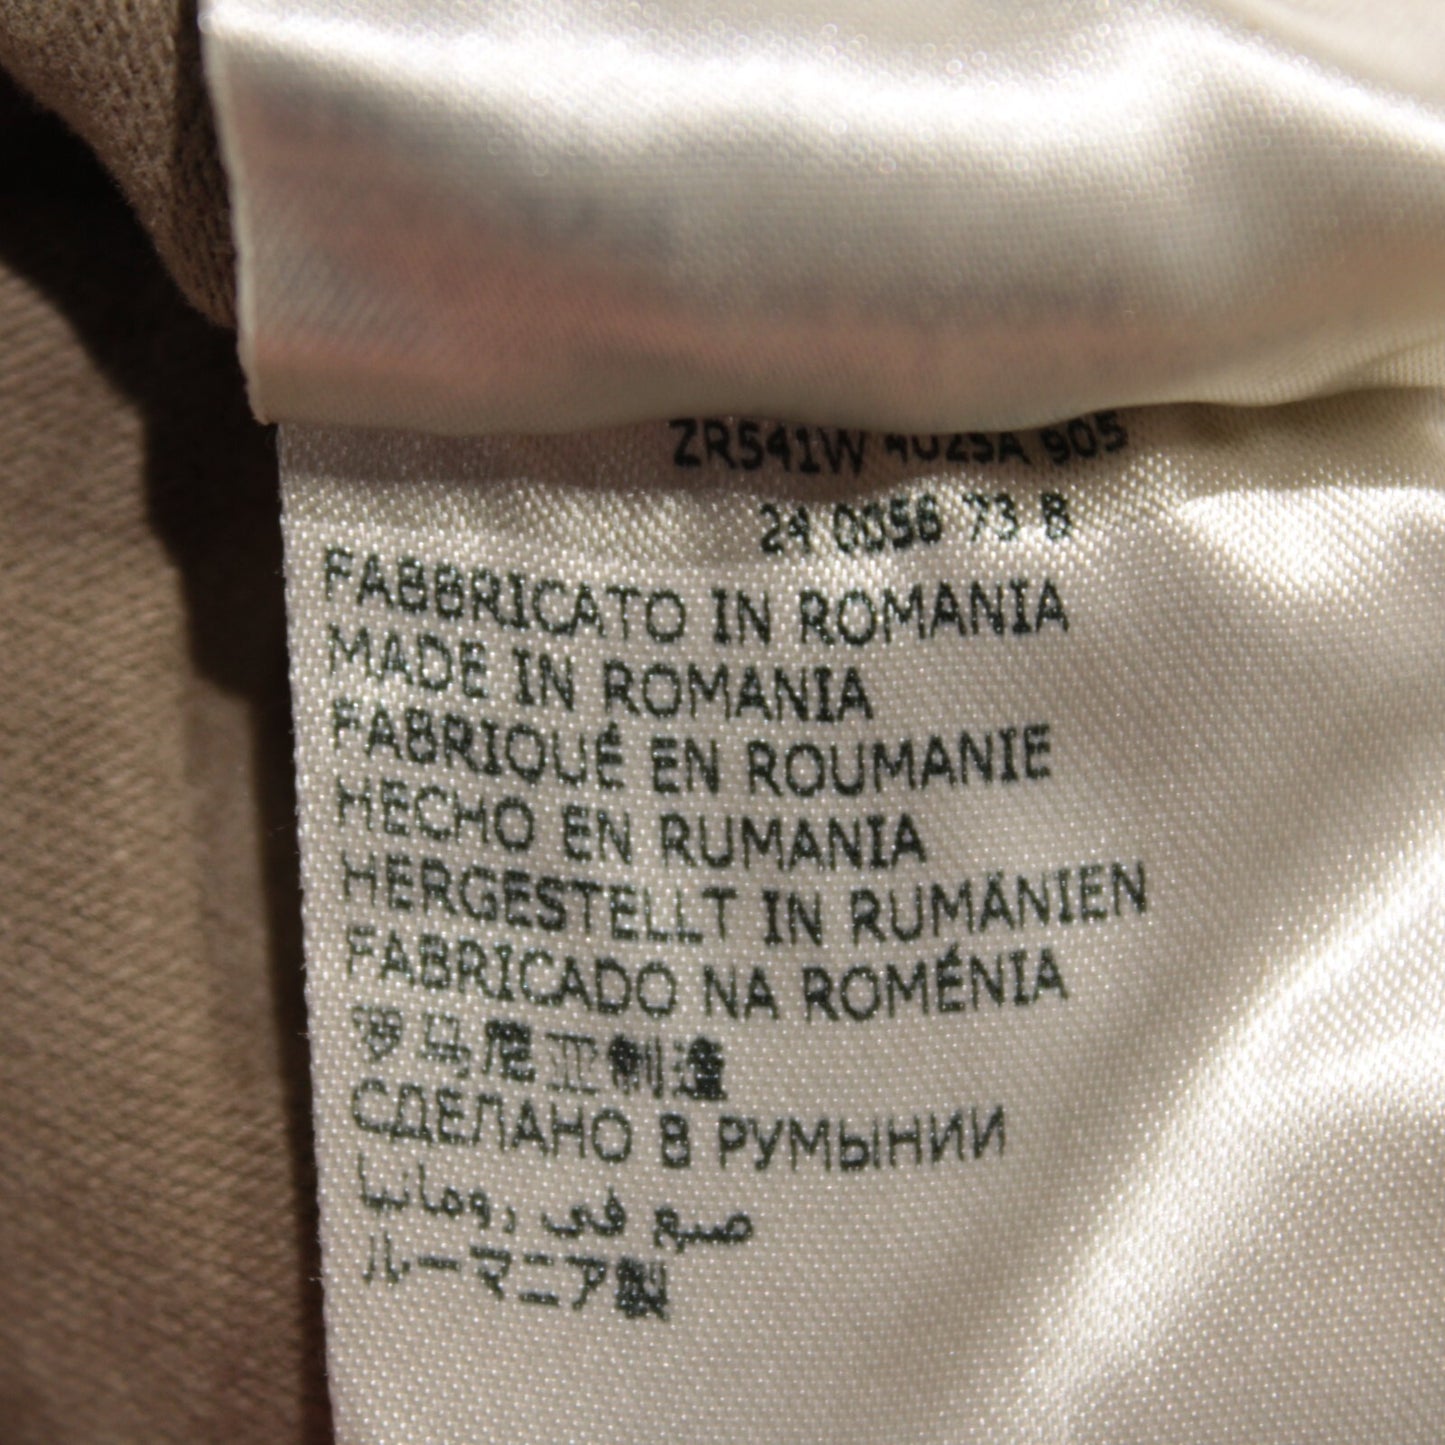 ZR541W 4025A 905
24 0056 73 8
FABBRICATO IN ROMANIA
MADE IN ROMANIA
FABRIQUÉ EN ROUMANIE
HECHO EN RUMANIA
HERGESTELLT IN RUMÄNIEN
FABRICADO NA ROMÉNIA
罗马尼亚制造
СДЕЛАНО В РУМЫНИИ
صنع في رومانيا
ルーマニア製